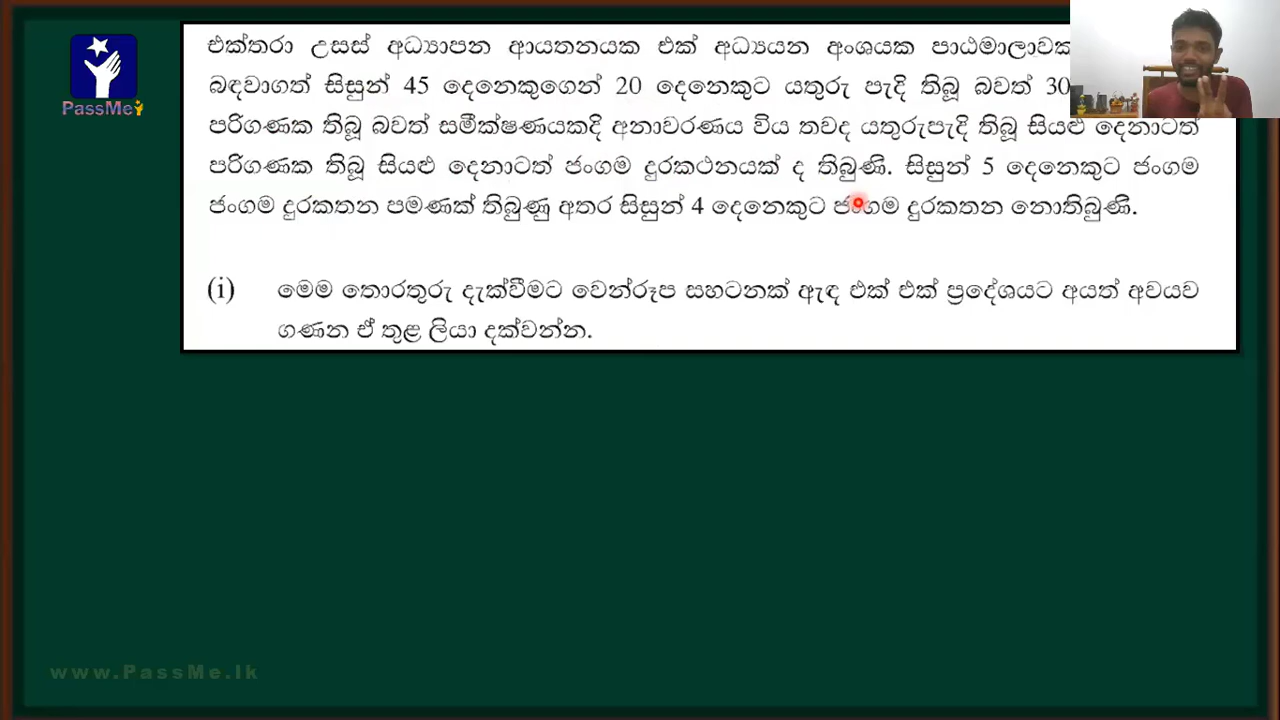 එක්තරා උසස් අධ්‍යාපන ආයතනයක එක් අධ්‍යයන අංශයක පාඨමාලාවක
බඳවාගත් සිසුන් 45 දෙනෙකුගෙන් 20 දෙනෙකුට යතුරු පැදි තිබූ බවත් 30
පරිගණක තිබූ බවත් සමීක්ෂණයකදි අනාවරණය විය තවද යතුරුපැදි තිබූ සියළු දෙනාටත්
පරිගණක තිබූ සියළු දෙනාටත් ජංගම දුරකථනයක් ද තිබුණි. සිසුන් 5 දෙනෙකුට ජංගම
ජංගම දුරකතන පමණක් තිබුණු අතර සිසුන් 4 දෙනෙකුට ජංගම දුරකතන නොතිබුණි.
(i) මෙම තොරතුරු දැක්වීමට වෙන්රූප සහටනක් ඇඳ එක් එක් ප්‍රදේශයට අයත් අවයව
ගණන ඒ තුළ ලියා දක්වන්න.
PassMe
www.PassMe.lk